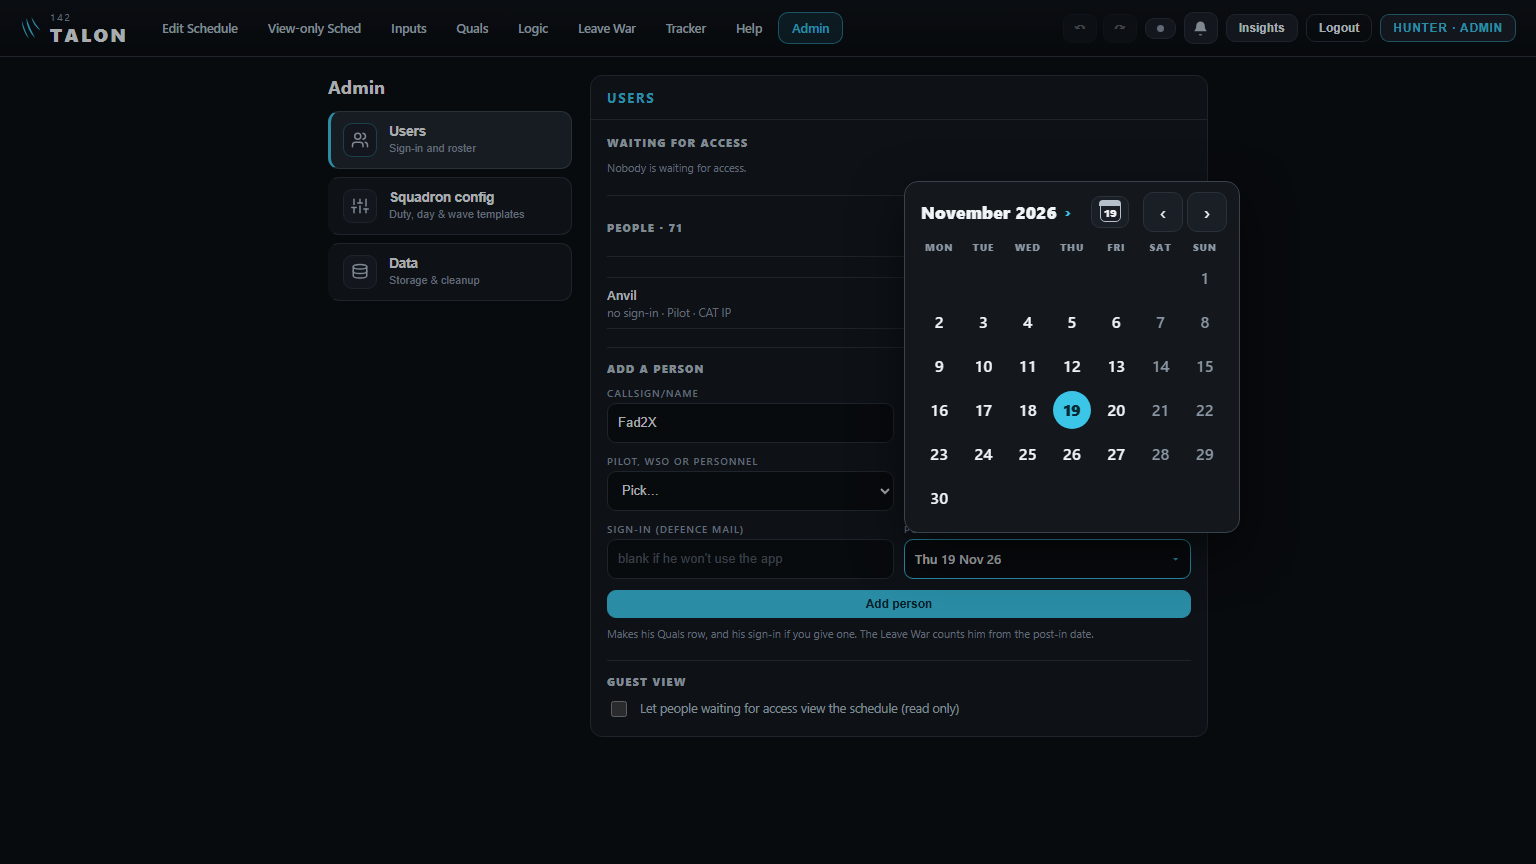 142
TALON
Edit Schedule
View-only Sched
Inputs
Quals
Logic
Leave War
Tracker
Help
Admin
Insights
Logout
HUNTER · ADMIN
Admin
Users
Sign-in and roster
Squadron config
Duty, day & wave templates
Data
Storage & cleanup
USERS
WAITING FOR ACCESS
Nobody is waiting for access.
PEOPLE · 71
Anvil
no sign-in · Pilot · CAT IP
ADD A PERSON
CALLSIGN/NAME
Fad2X
PILOT, WSO OR PERSONNEL
Pick...
SIGN-IN (DEFENCE MAIL)
blank if he won't use the app
November 2026 ›
19
‹ ›
MON TUE WED THU FRI SAT SUN
1
2 3 4 5 6 7 8
9 10 11 12 13 14 15
16 17 18 19 20 21 22
23 24 25 26 27 28 29
30
Thu 19 Nov 26
Add person
Makes his Quals row, and his sign-in if you give one. The Leave War counts him from the post-in date.
GUEST VIEW
Let people waiting for access view the schedule (read only)